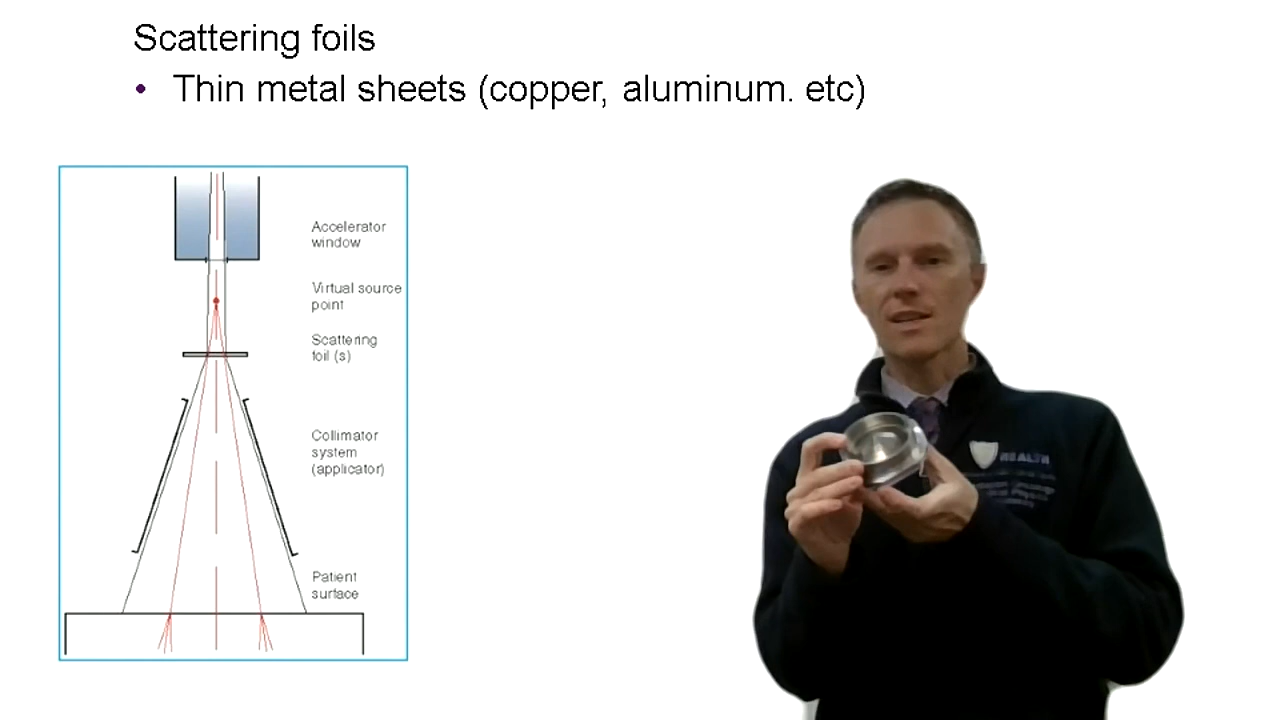 Scattering foils
• Thin metal sheets (copper, aluminum. etc)
Accelerator
window
Virtual source
point
Scattering
foil (s)
Collimator
system
(applicator)
Patient
surface
HEALTH